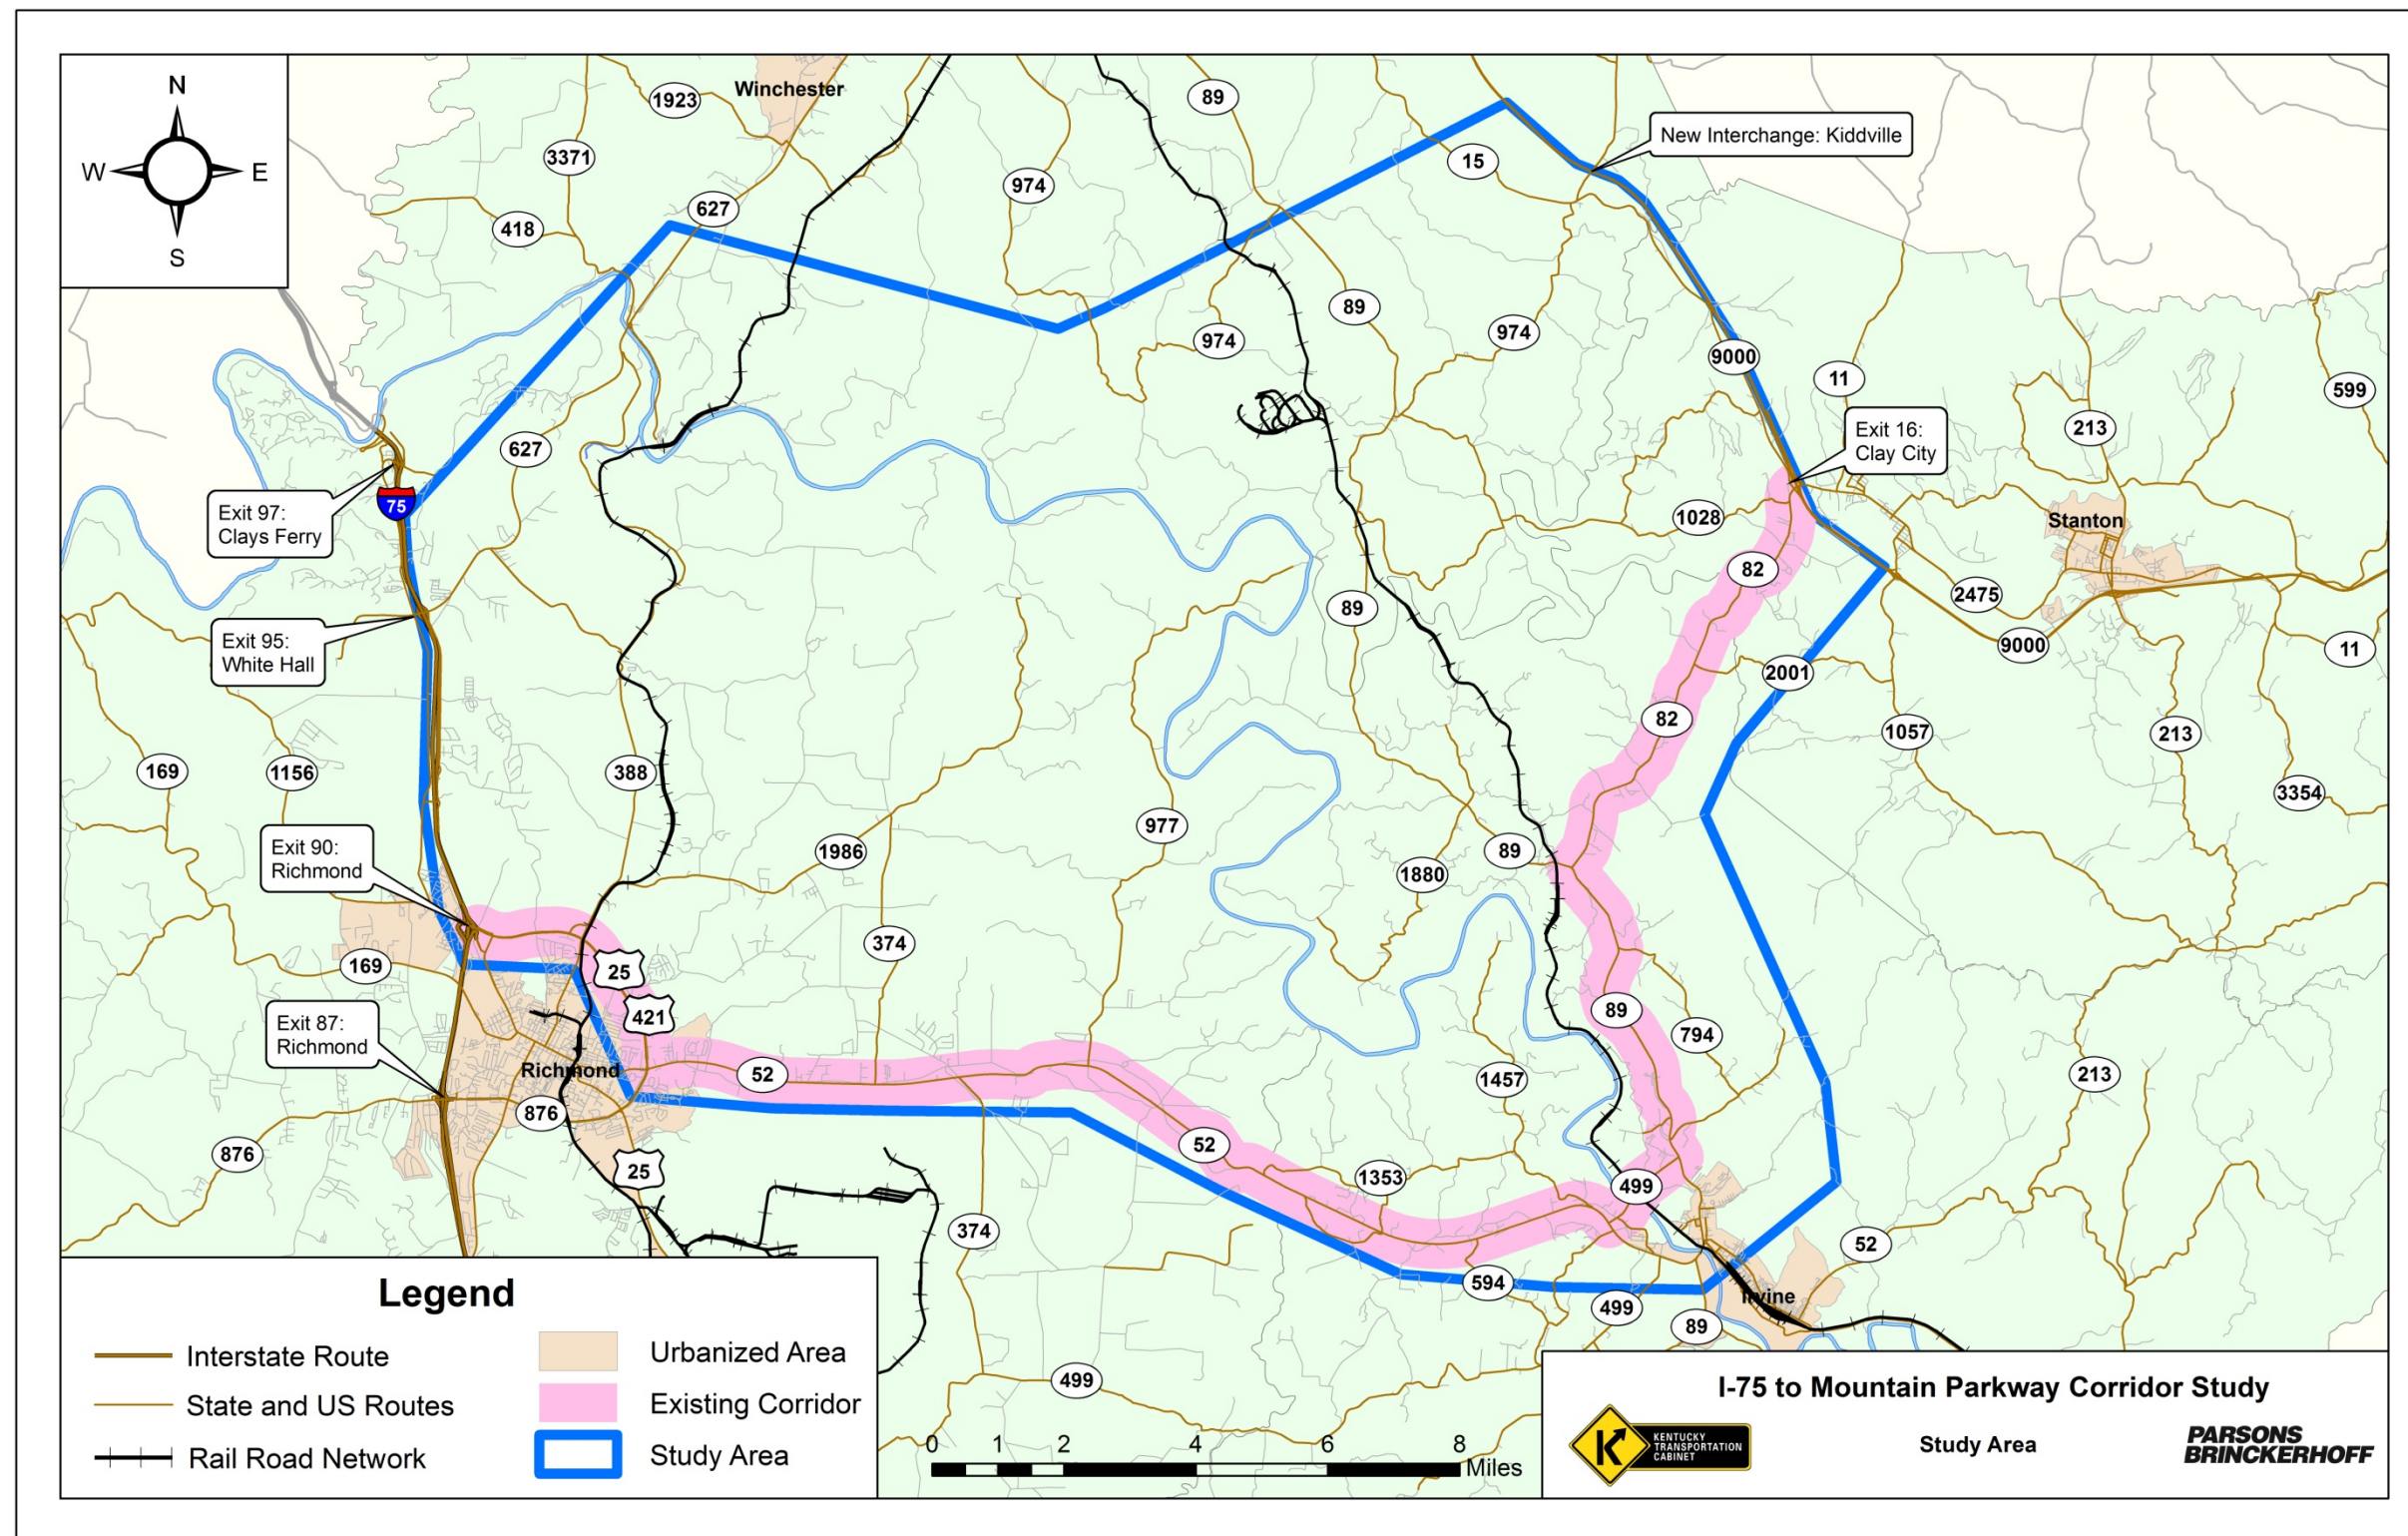 N
W
E
S
Winchester
1923
89
3371
974
15
New Interchange: Kiddville
627
418
89
974
974
9000
11
599
213
Exit 16:
Clay City
627
Exit 97:
Clays Ferry
75
1028
Stanton
82
2475
89
Exit 95:
White Hall
9000
11
2001
82
1057
213
169
1156
388
3354
977
Exit 90:
Richmond
1986
89
1880
374
169
25
89
421
794
Exit 87:
Richmond
Richmond
52
1457
213
876
52
876
25
1353
499
374
52
594
Irvine
499
89
499
Legend
Interstate Route
State and US Routes
Rail Road Network
Urbanized Area
Existing Corridor
Study Area
0 1 2 4 6 8
Miles
I-75 to Mountain Parkway Corridor Study
KENTUCKY
TRANSPORTATION
CABINET
Study Area
PARSONS
BRINCKERHOFF